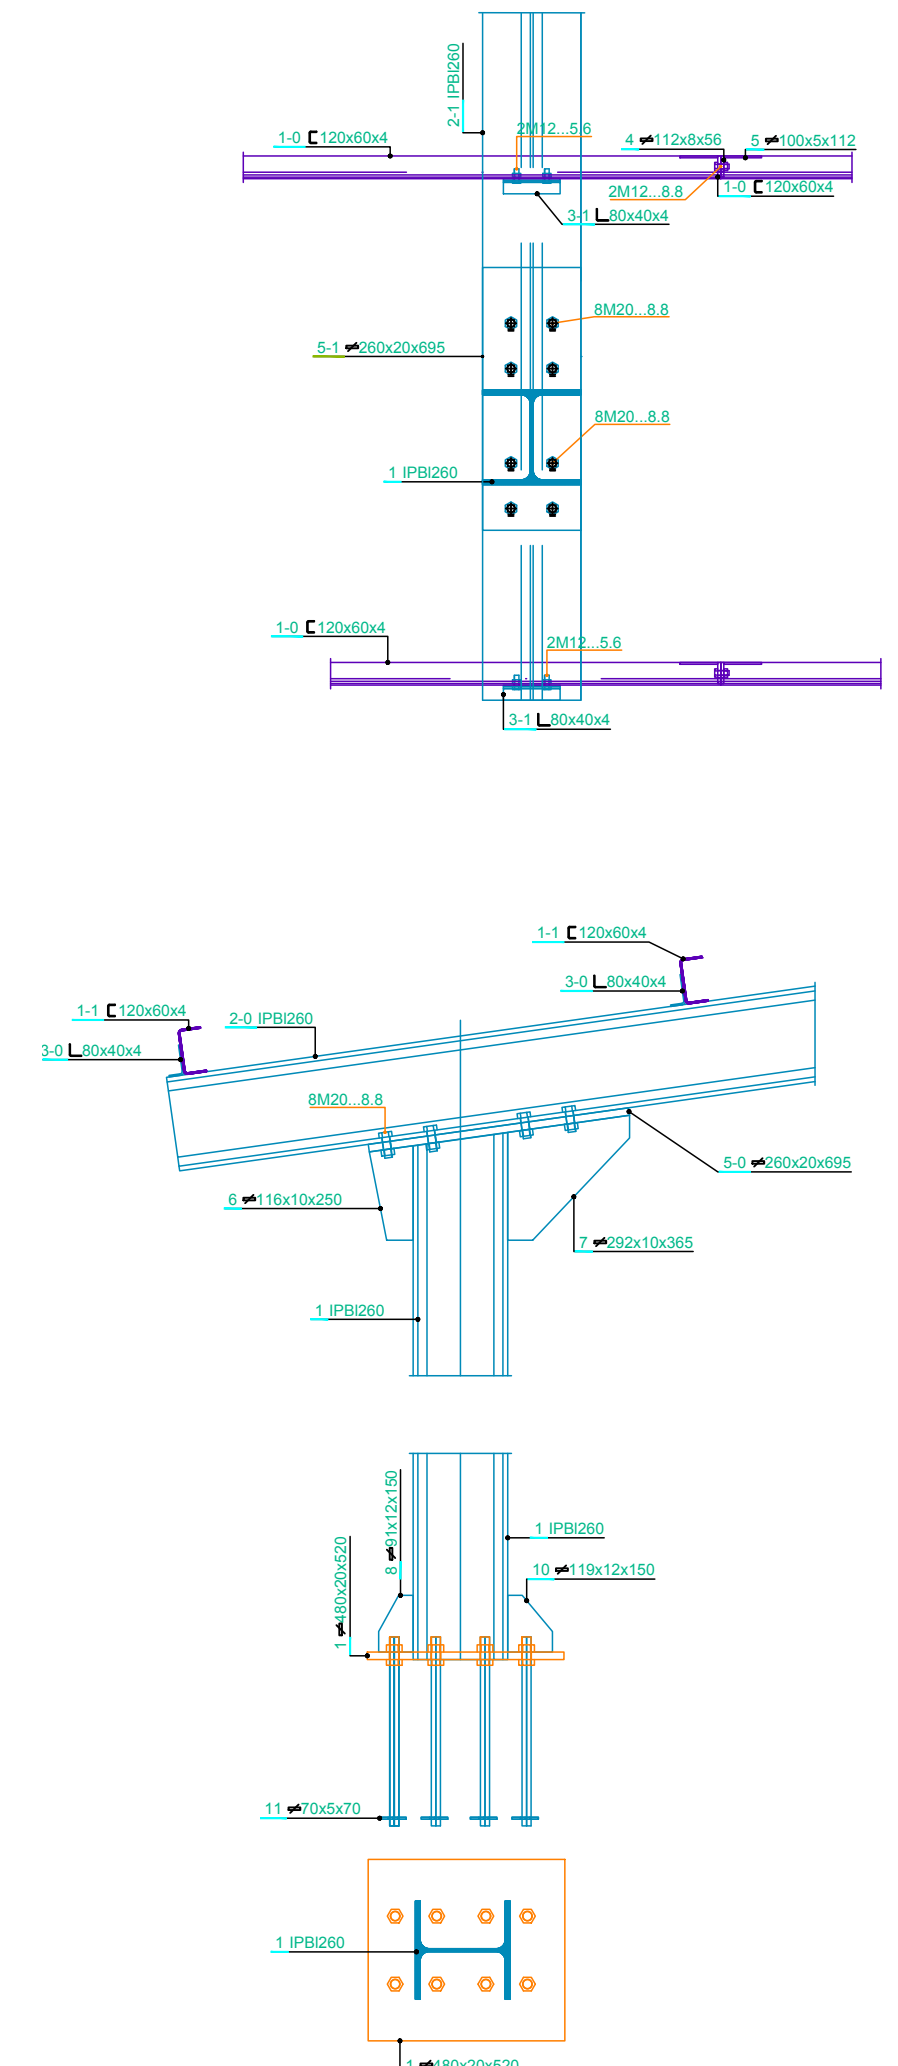 2-1 IPBl260
1-0 120x60x4
2M12...5.6
4 112x8x56
5 100x5x112
2M12...8.8
1-0 120x60x4
3-1 80x40x4
8M20...8.8
5-1 260x20x695
8M20...8.8
1 IPBl260
1-0 120x60x4
2M12...5.6
3-1 80x40x4
1-1 120x60x4
3-0 80x40x4
1-1 120x60x4
2-0 IPBl260
3-0 80x40x4
8M20...8.8
5-0 260x20x695
6 116x10x250
7 292x10x365
1 IPBl260
8 91x12x150
1 IPBl260
1 480x20x520
10 119x12x150
11 70x5x70
1 IPBl260
1 480x20x520